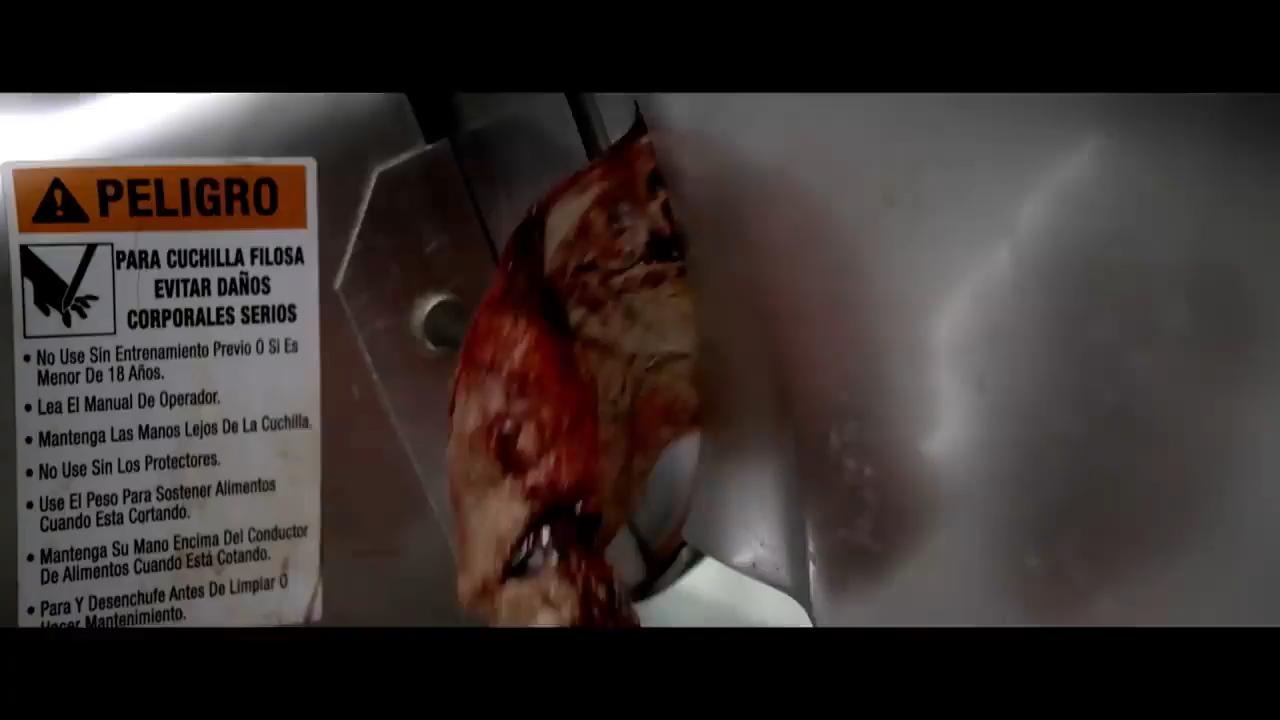 PELIGRO
PARA CUCHILLA FILOSA
EVITAR DAÑOS
CORPORALES SERIOS
• No Use Sin Entrenamiento Previo O Si Es
Menor De 18 Años.
• Lea El Manual De Operador.
• Mantenga Las Manos Lejos De La Cuchilla.
• No Use Sin Los Protectores.
• Use El Peso Para Sostener Alimentos
Cuando Esta Cortando.
• Mantenga Su Mano Encima Del Conductor
De Alimentos Cuando Está Cotando.
• Para Y Desenchufe Antes De Limpiar O
Hacer Mantenimiento.